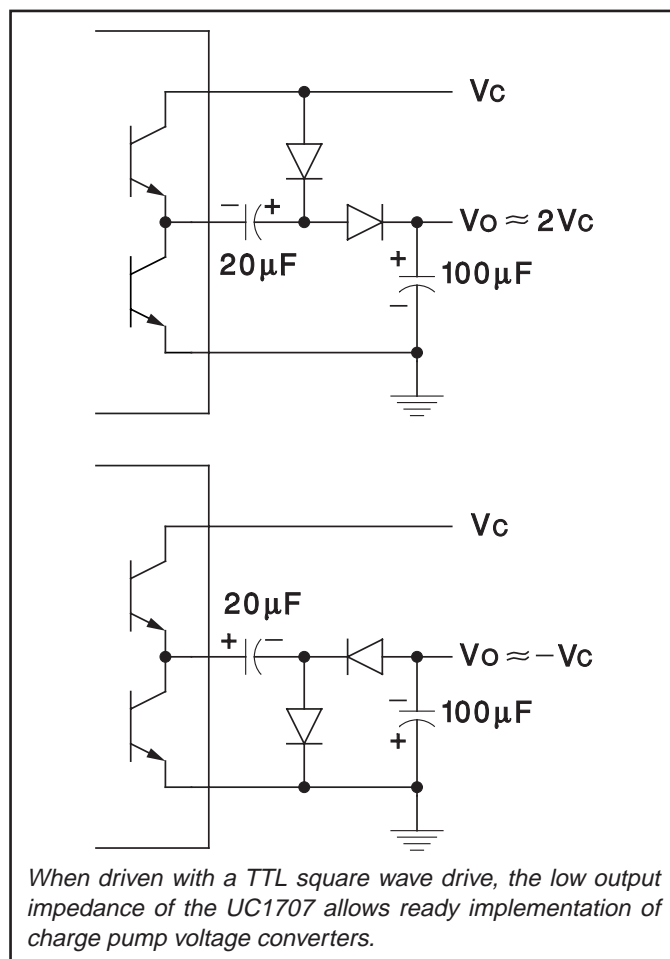 Vc
− +
20µF
Vo ≈ 2Vc
+
100µF
−
Vc
20µF
+ −
Vo ≈ −Vc
−
100µF
+
When driven with a TTL square wave drive, the low output
impedance of the UC1707 allows ready implementation of
charge pump voltage converters.